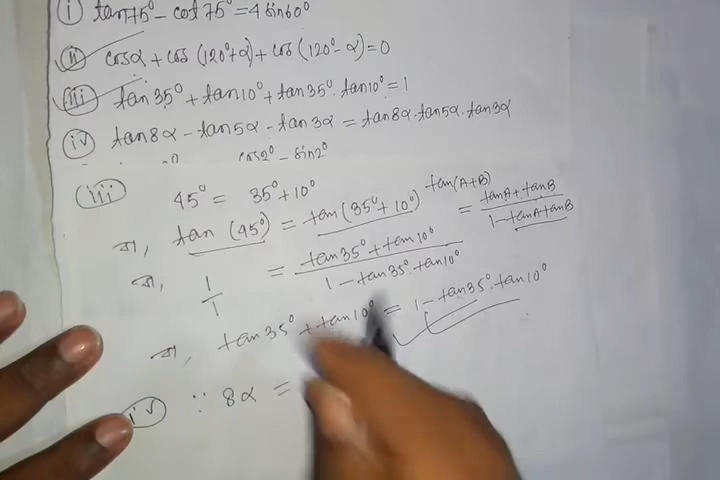 i tan75° - cot75° = 4 sin60°
ii cosα + cos (120°+α) + cos (120° - α) = 0
iii tan35° + tan10° + tan35° · tan10° = 1
iv tan8α - tan5α - tan3α = tan8α · tan5α · tan3α
cos2° - sin2°
iii 45° = 35° + 10°
tan(A+B) = tanA + tanB / 1 - tanA tanB
বা, tan (45°) = tan (35° + 10°)
বা, 1/1 = tan35° + tan10° / 1 - tan35° · tan10°
বা, tan35° + tan10° = 1 - tan35° · tan10°
iv ∵ 8α =